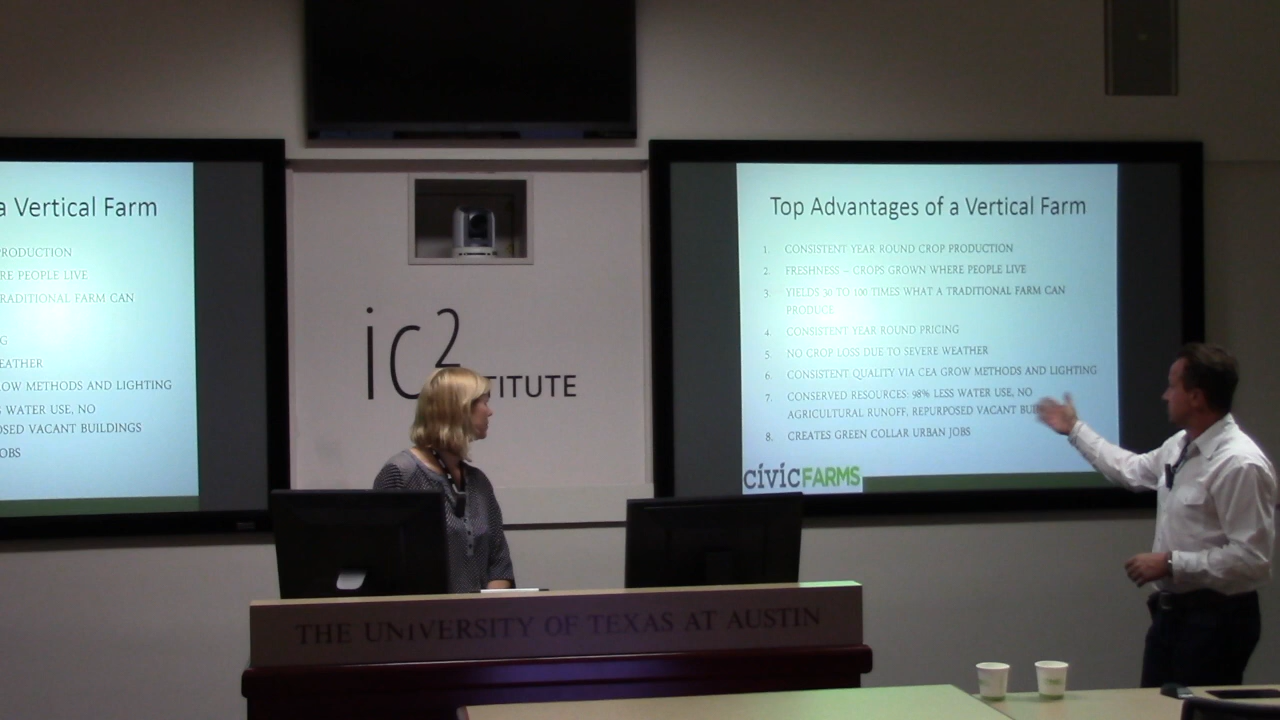 a Vertical Farm
RODUCTION
RE PEOPLE LIVE
RADITIONAL FARM CAN
G
EATHER
OW METHODS AND LIGHTING
WATER USE, NO
OSED VACANT BUILDINGS
OBS
ic2
TITUTE
Top Advantages of a Vertical Farm
1. CONSISTENT YEAR ROUND CROP PRODUCTION
2. FRESHNESS – CROPS GROWN WHERE PEOPLE LIVE
3. YIELDS 30 TO 100 TIMES WHAT A TRADITIONAL FARM CAN
PRODUCE
4. CONSISTENT YEAR ROUND PRICING
5. NO CROP LOSS DUE TO SEVERE WEATHER
6. CONSISTENT QUALITY VIA CEA GROW METHODS AND LIGHTING
7. CONSERVED RESOURCES: 98% LESS WATER USE, NO
AGRICULTURAL RUNOFF, REPURPOSED VACANT BUI
8. CREATES GREEN COLLAR URBAN JOBS
civicFARMS
THE UNIVERSITY OF TEXAS AT AUSTIN